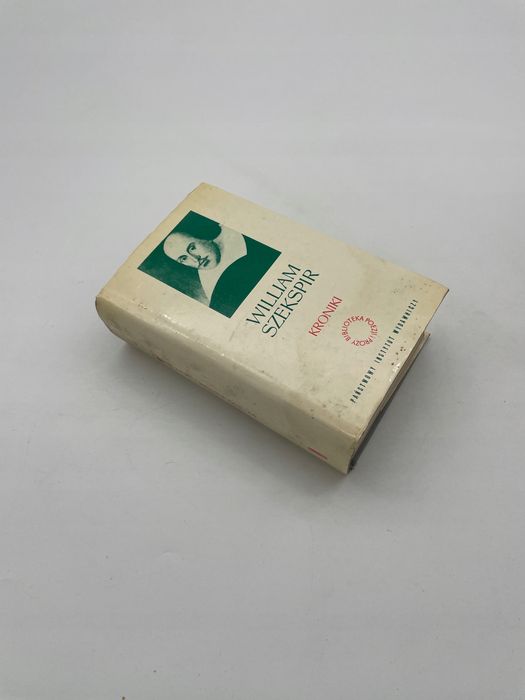 WILLIAM
SZEKSPIR
KRONIKI
BIBLIOTEKA POEZJI I PROZY
PAŃSTWOWY INSTYTUT WYDAWNICZY